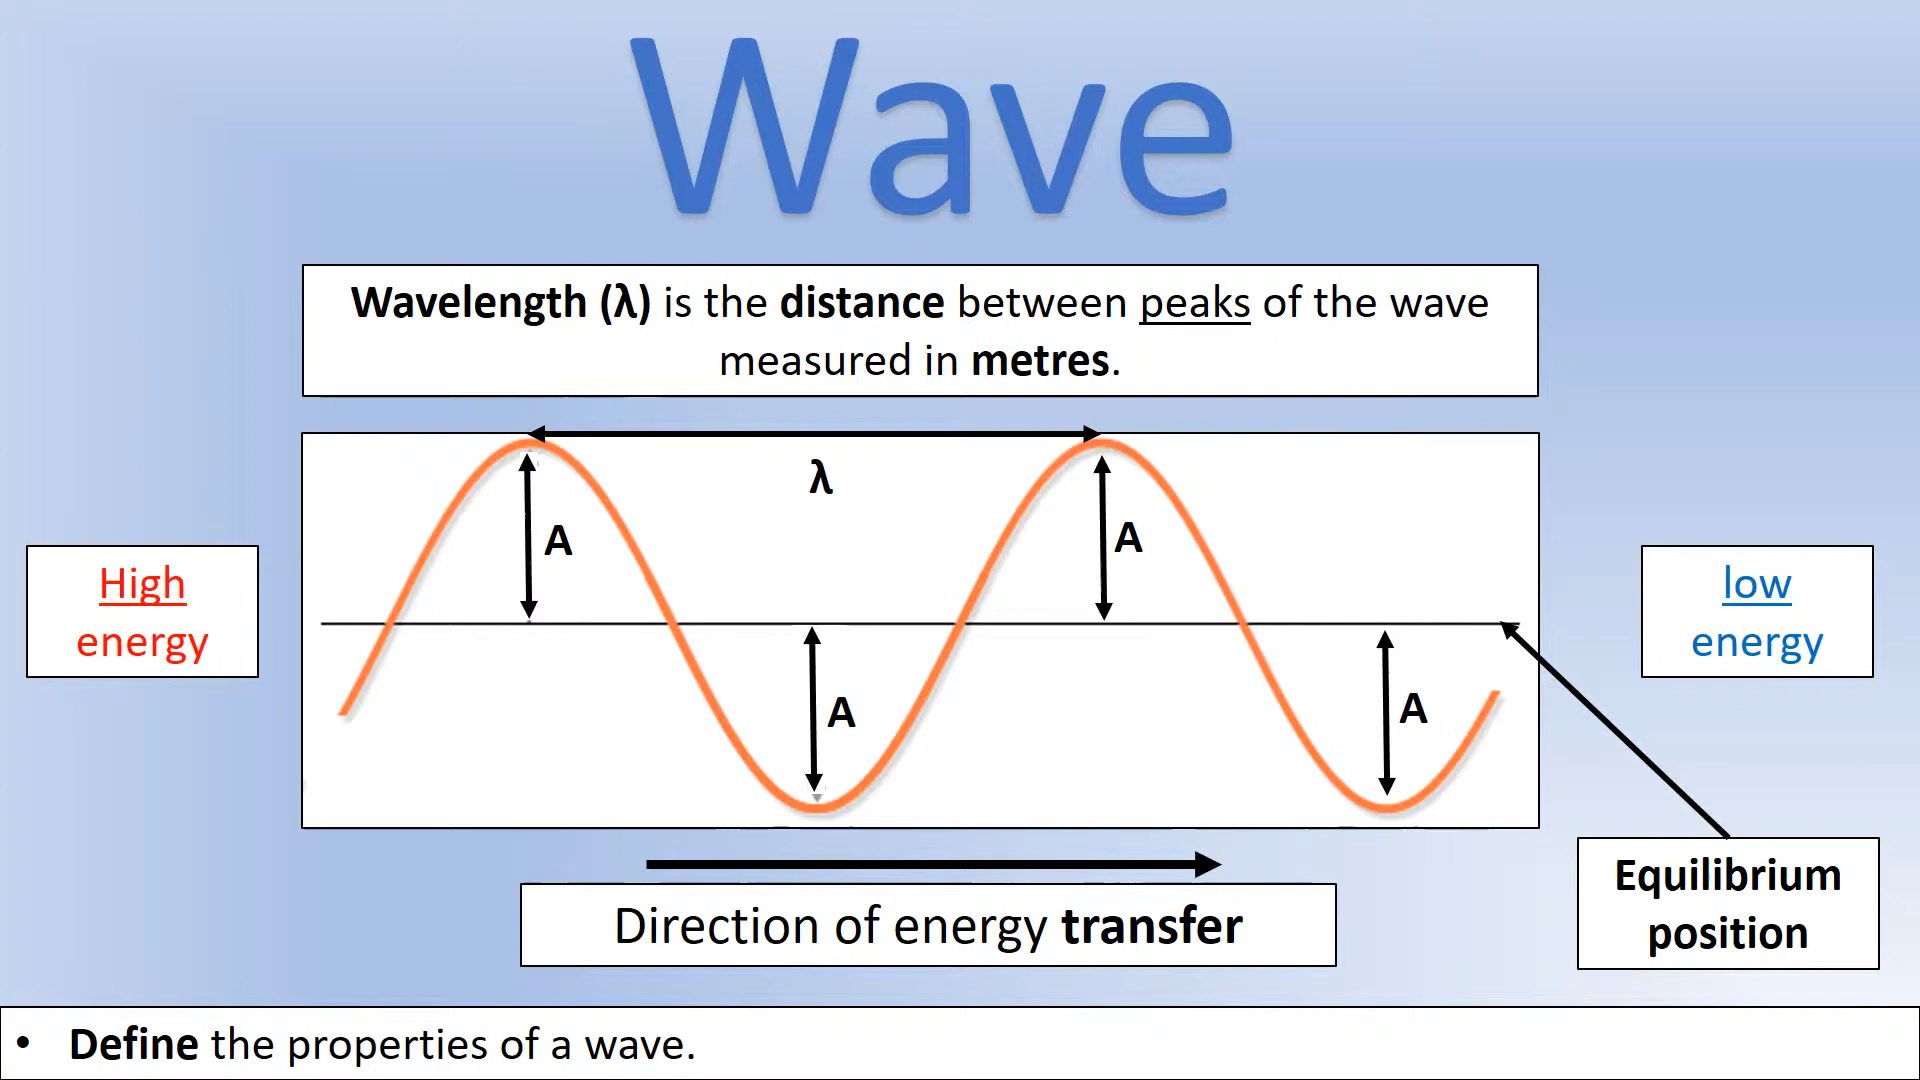 Wave
Wavelength (λ) is the distance between peaks of the wave
measured in metres.
λ
A
A
A
A
High
energy
low
energy
Equilibrium
position
Direction of energy transfer
• Define the properties of a wave.